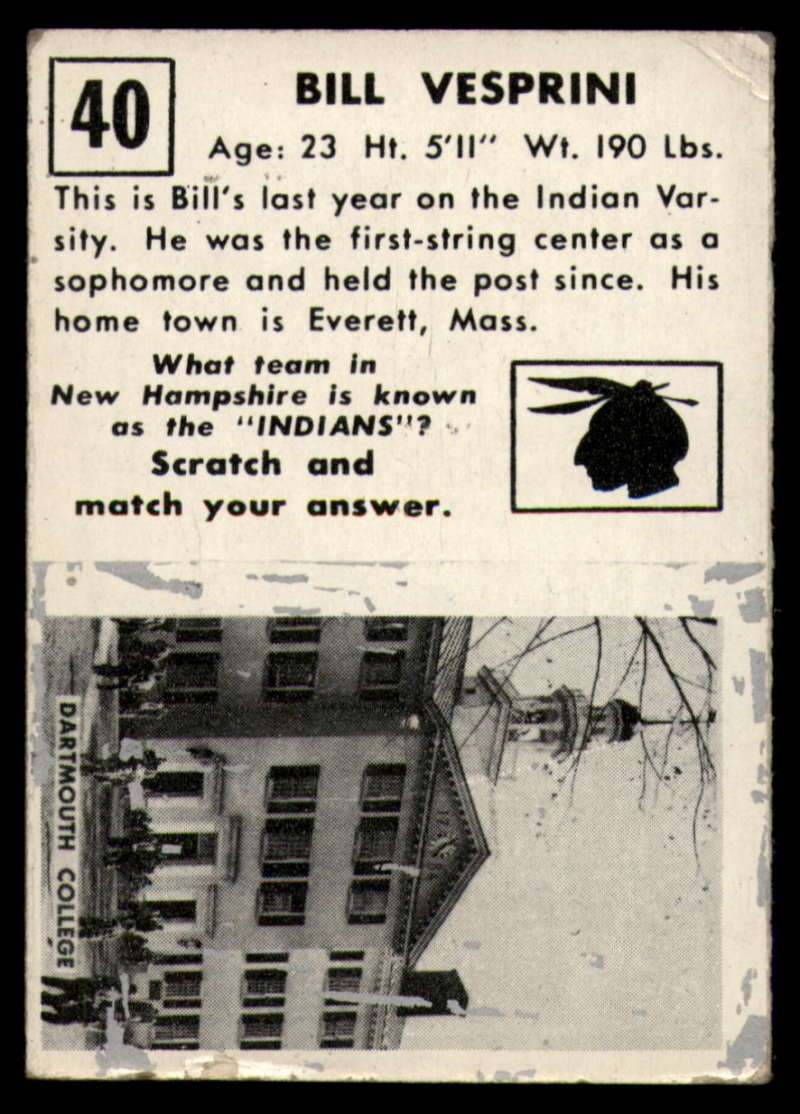 40
BILL VESPRINI
Age: 23 Ht. 5'11" Wt. 190 Lbs.
This is Bill's last year on the Indian Var-
sity. He was the first-string center as a
sophomore and held the post since. His
home town is Everett, Mass.
What team in
New Hampshire is known
as the "INDIANS"?
Scratch and
match your answer.
DARTMOUTH COLLEGE